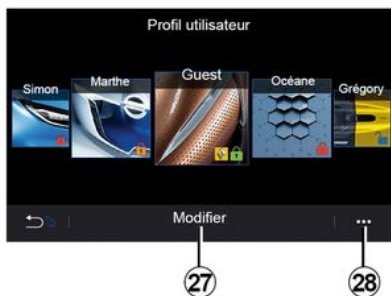 Profil utilisateur
Simon
Marthe
Guest
Océane
Grégory
Modifier
27
28